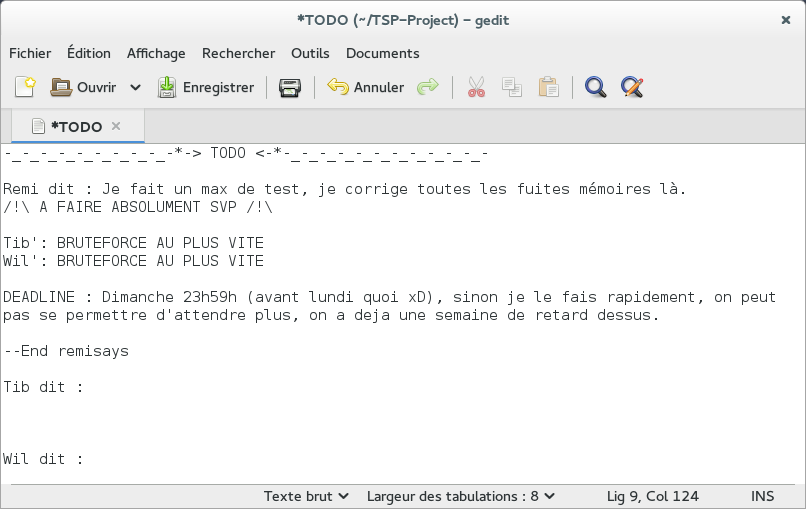 *TODO (~/TSP-Project) – gedit
Fichier Édition Affichage Rechercher Outils Documents
Ouvrir Enregistrer Annuler
*TODO
-_-_-_-_-_-_-_-_-_-*-> TODO <-*-_-_-_-_-_-_-_-_-_-_-_-
Remi dit : Je fait un max de test, je corrige toutes les fuites mémoires là.
/!\ A FAIRE ABSOLUMENT SVP /!\
Tib': BRUTEFORCE AU PLUS VITE
Wil': BRUTEFORCE AU PLUS VITE
DEADLINE : Dimanche 23h59h (avant lundi quoi xD), sinon je le fais rapidement, on peut
pas se permettre d'attendre plus, on a deja une semaine de retard dessus.
--End remisays
Tib dit :
Wil dit :
Texte brut Largeur des tabulations : 8 Lig 9, Col 124 INS